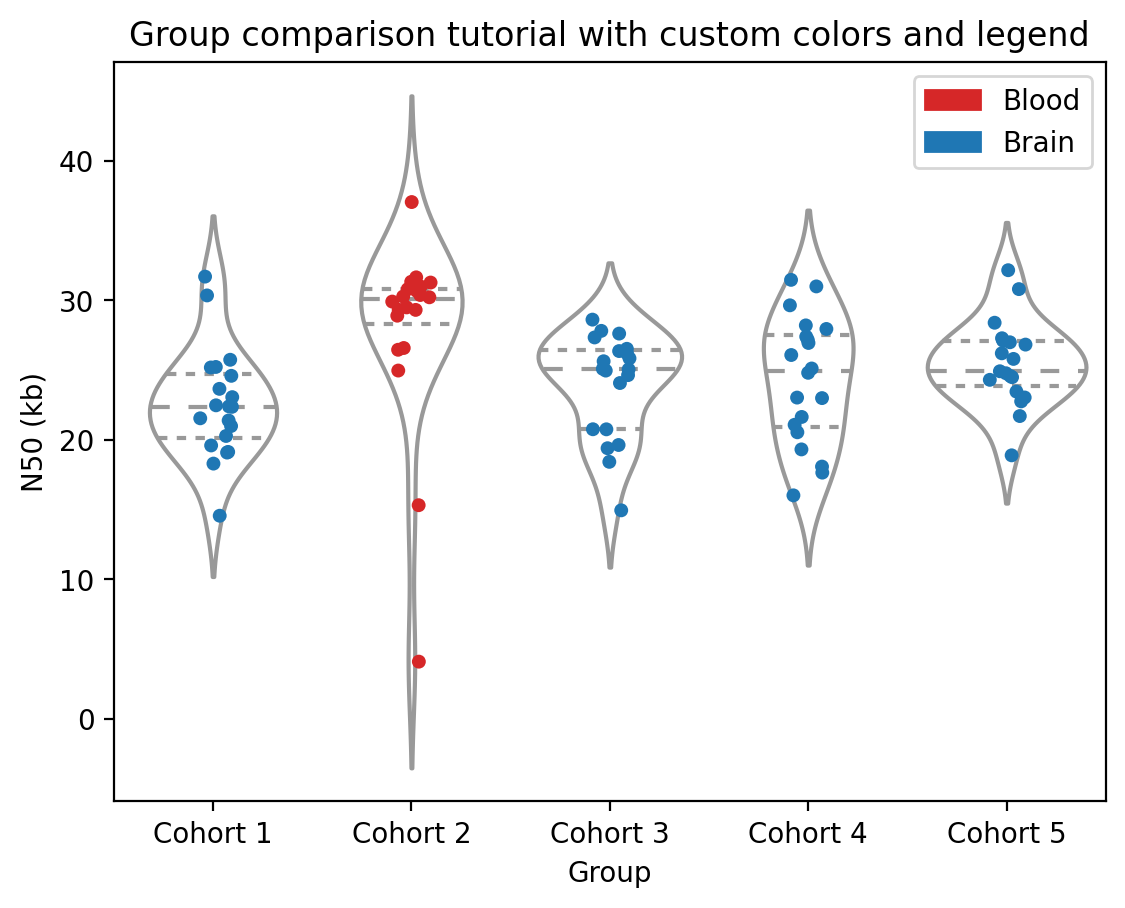 Group comparison tutorial with custom colors and legend
Blood
Brain
N50 (kb)
40
30
20
10
0
Cohort 1
Cohort 2
Cohort 3
Cohort 4
Cohort 5
Group